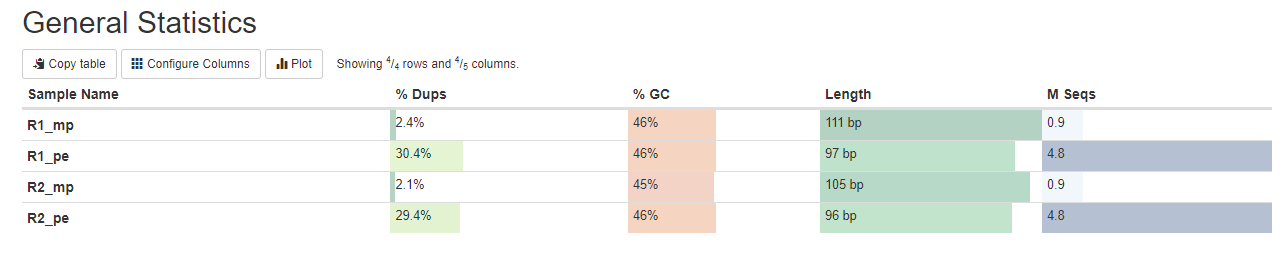 General Statistics
Copy table Configure Columns Plot Showing 4/4 rows and 4/5 columns.
Sample Name % Dups % GC Length M Seqs
R1_mp 2.4% 46% 111 bp 0.9
R1_pe 30.4% 46% 97 bp 4.8
R2_mp 2.1% 45% 105 bp 0.9
R2_pe 29.4% 46% 96 bp 4.8